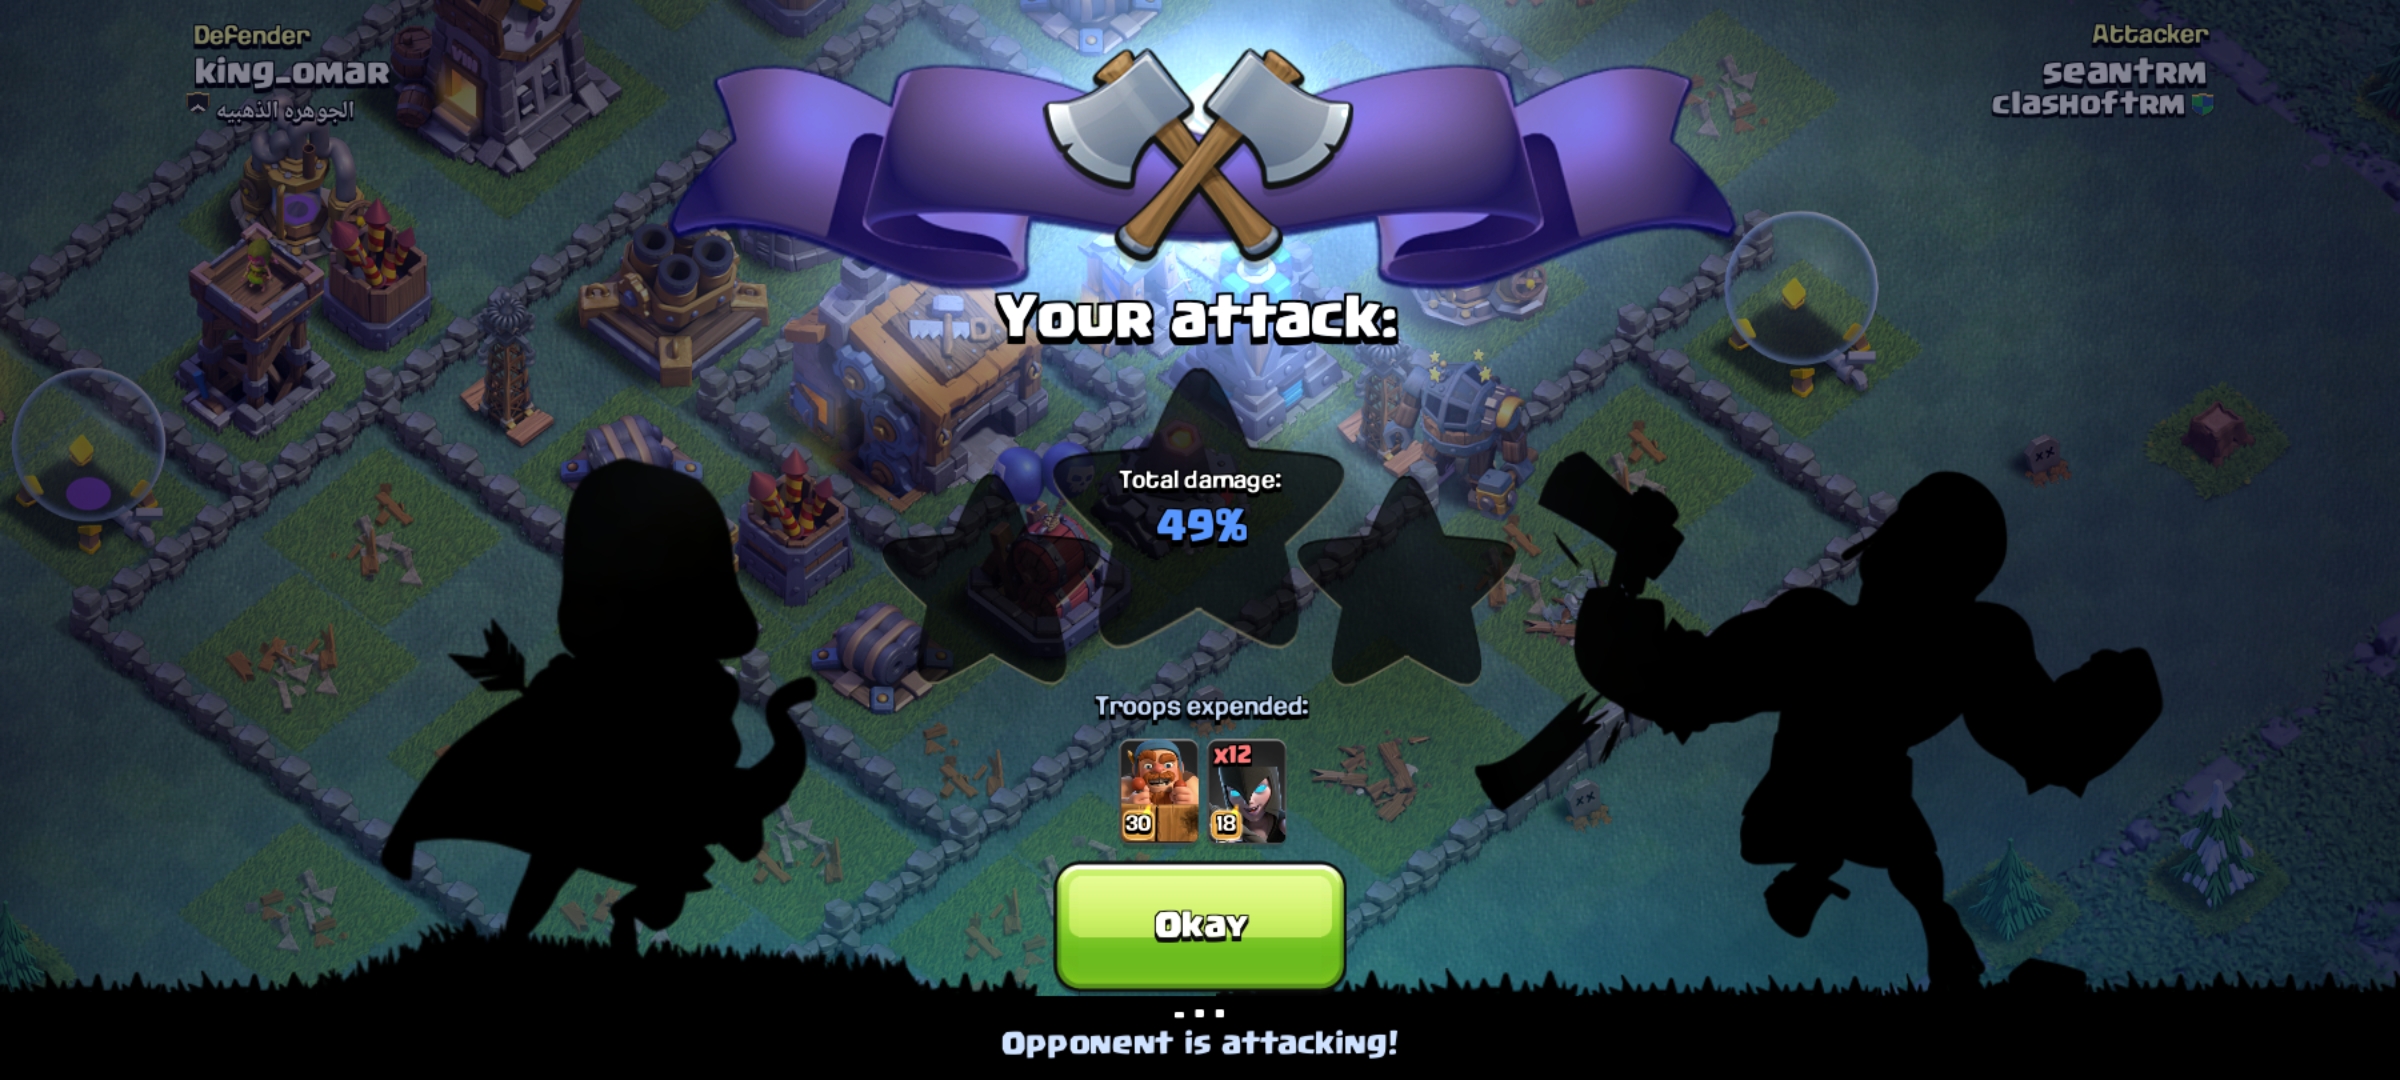 Defender
king_omar
الجوهره الذهبيه
Attacker
seantrm
clashoftrm
Your attack:
Total damage:
49%
Troops expended:
x12
30
18
Okay
Opponent is attacking!